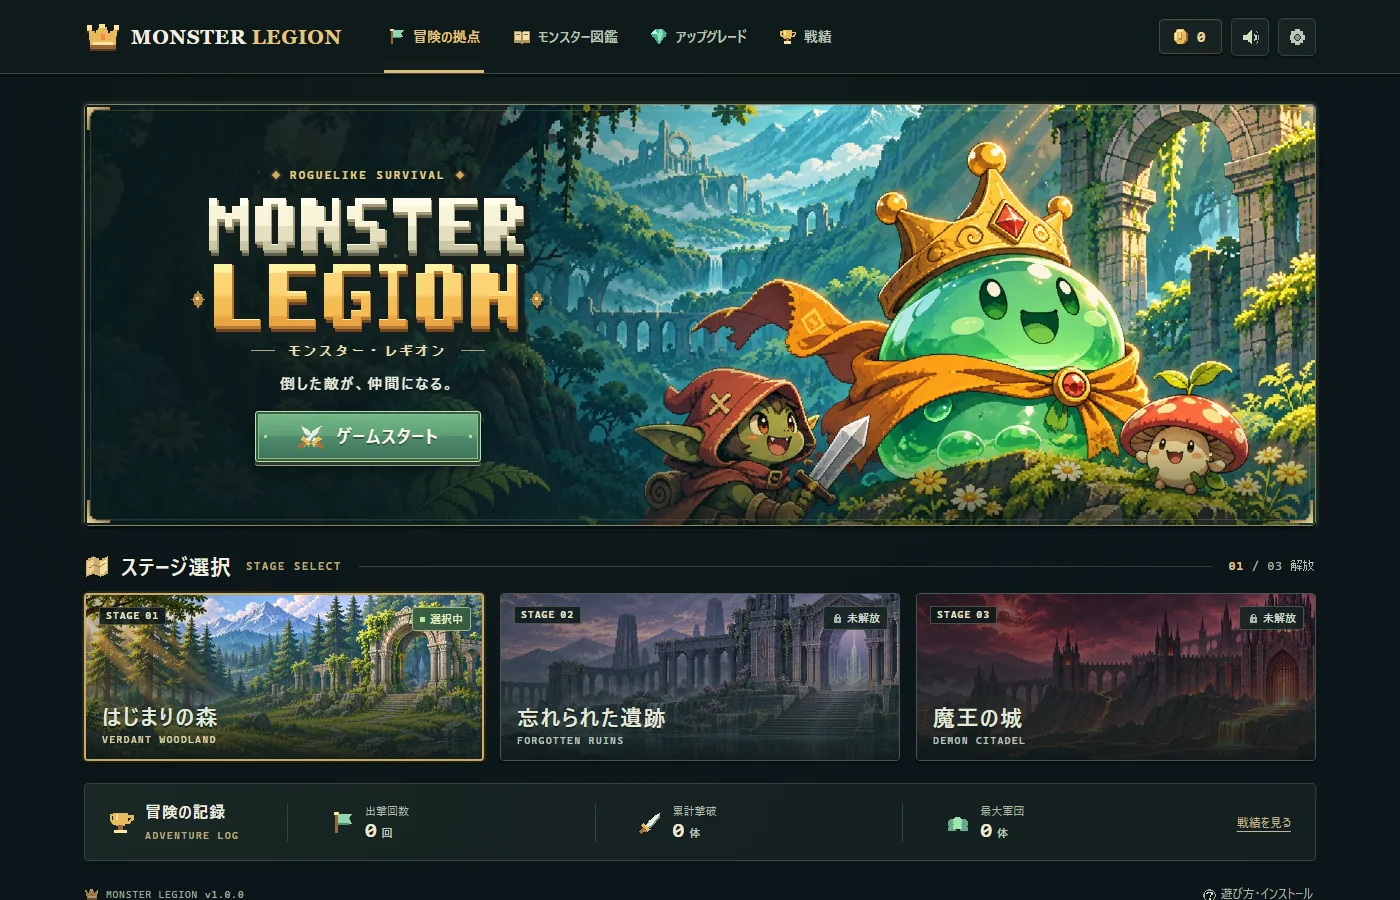 MONSTER LEGION
冒険の拠点
モンスター図鑑
アップグレード
戦績
0
ROGUELIKE SURVIVAL
MONSTER
LEGION
モンスター・レギオン
倒した敵が、仲間になる。
ゲームスタート
ステージ選択 STAGE SELECT
01 / 03 解放
STAGE 01
選択中
はじまりの森
VERDANT WOODLAND
STAGE 02
未解放
忘れられた遺跡
FORGOTTEN RUINS
STAGE 03
未解放
魔王の城
DEMON CITADEL
冒険の記録
ADVENTURE LOG
出撃回数
0 回
累計撃破
0 体
最大軍団
0 体
戦績を見る
MONSTER LEGION v1.0.0
? 遊び方・インストール